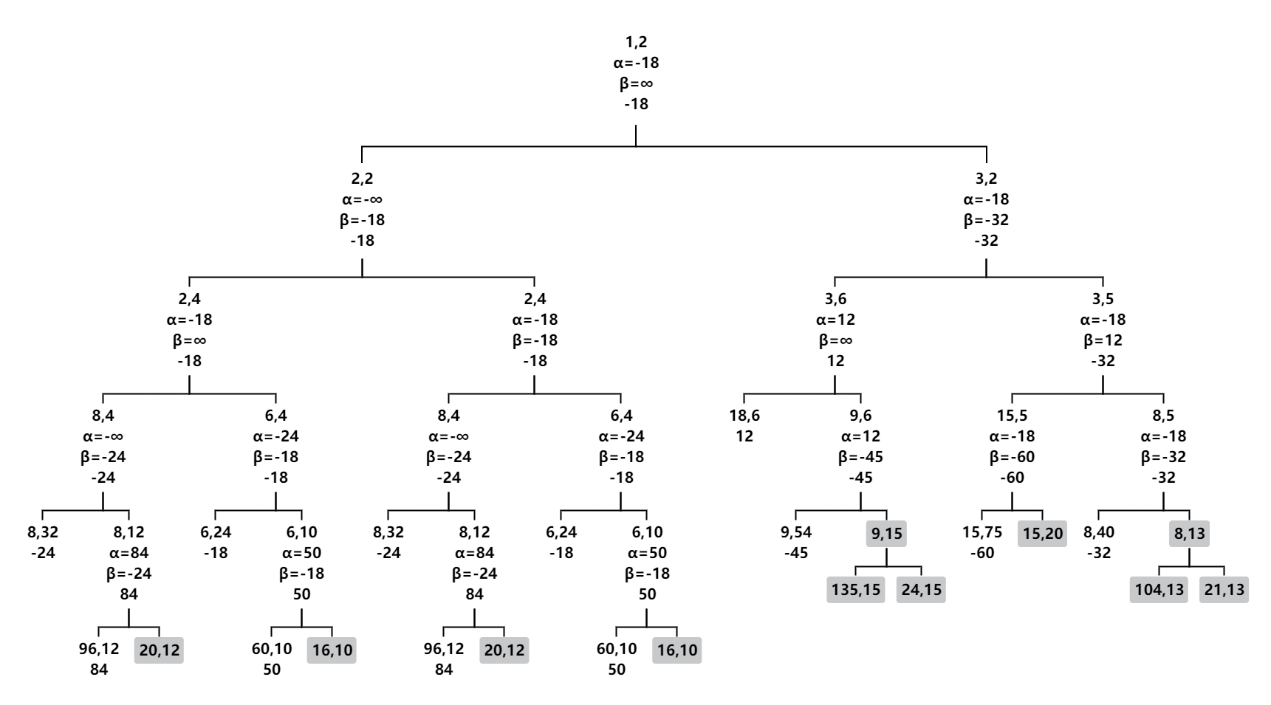 1,2
α=-18
β=∞
-18
2,2
α=-∞
β=-18
-18
3,2
α=-18
β=-32
-32
2,4
α=-18
β=∞
-18
2,4
α=-18
β=-18
-18
3,6
α=12
β=∞
12
3,5
α=-18
β=12
-32
8,4
α=-∞
β=-24
-24
6,4
α=-24
β=-18
-18
8,4
α=-∞
β=-24
-24
6,4
α=-24
β=-18
-18
18,6
12
9,6
α=12
β=-45
-45
15,5
α=-18
β=-60
-60
8,5
α=-18
β=-32
-32
8,32
-24
8,12
α=84
β=-24
84
6,24
-18
6,10
α=50
β=-18
50
8,32
-24
8,12
α=84
β=-24
84
6,24
-18
6,10
α=50
β=-18
50
9,54
-45
9,15
15,75
-60
15,20
8,40
-32
8,13
135,15
24,15
104,13
21,13
96,12
84
20,12
60,10
50
16,10
96,12
84
20,12
60,10
50
16,10